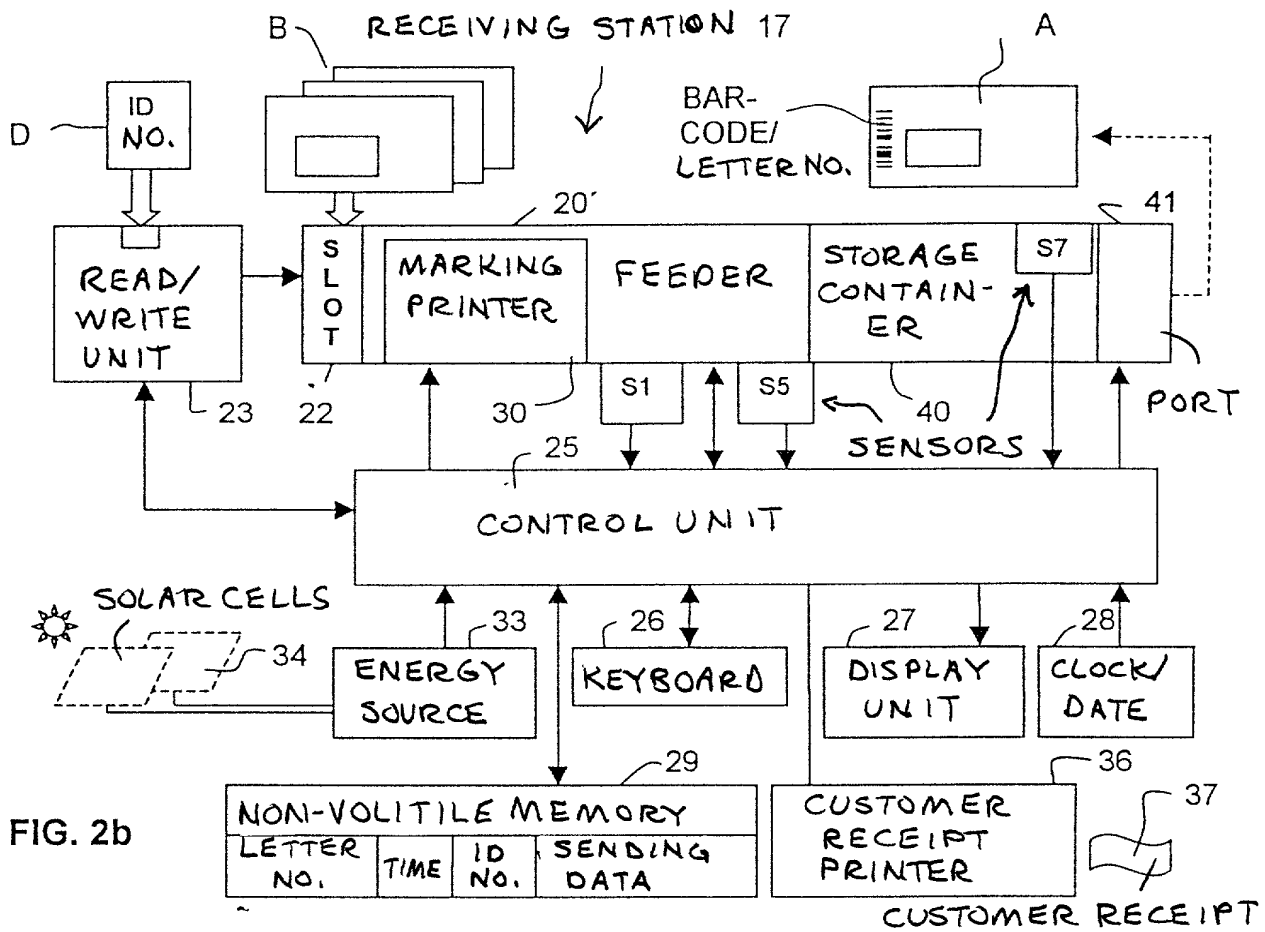 B
RECEIVING STATION 17
A
D
ID
NO.
BAR-
CODE/
LETTER NO.
20'
41
READ/
WRITE
UNIT
SLOT
MARKING
PRINTER
FEEDER
STORAGE
CONTAIN-
ER
S7
23
22
30
S1
S5
40
PORT
SENSORS
25
CONTROL UNIT
SOLAR CELLS
34
33
ENERGY
SOURCE
26
KEYBOARD
27
DISPLAY
UNIT
28
CLOCK/
DATE
29
NON-VOLITILE MEMORY
LETTER
NO.
TIME
ID
NO.
SENDING
DATA
36
CUSTOMER
RECEIPT
PRINTER
37
CUSTOMER RECEIPT
FIG. 2b